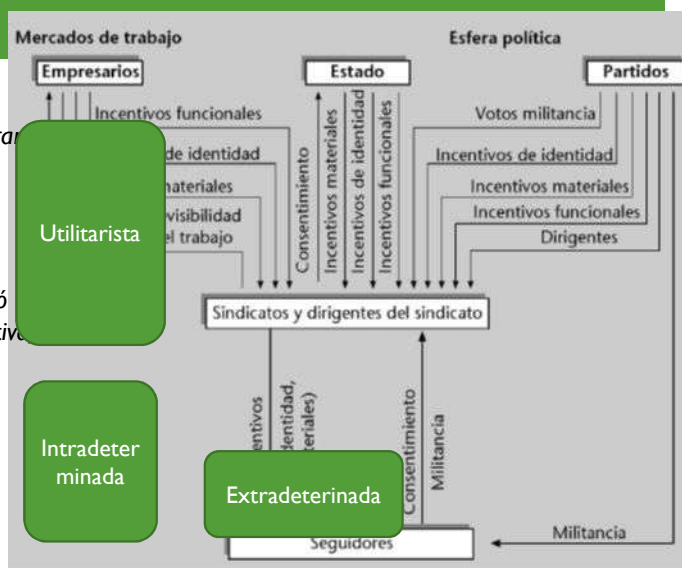 Mercados de trabajo
Esfera política
Empresarios
Estado
Partidos
Incentivos funcionales
de identidad
el trabajo
Utilitarista
Consentimiento
Incentivos materiales
Incentivos de identidad
Incentivos funcionales
Votos militancia
Incentivos de identidad
Incentivos materiales
Incentivos funcionales
Dirigentes
Sindicatos y dirigentes del sindicato
Intradeter
minada
Extradeterinada
Consentimiento
Militancia
Seguidores
Militancia